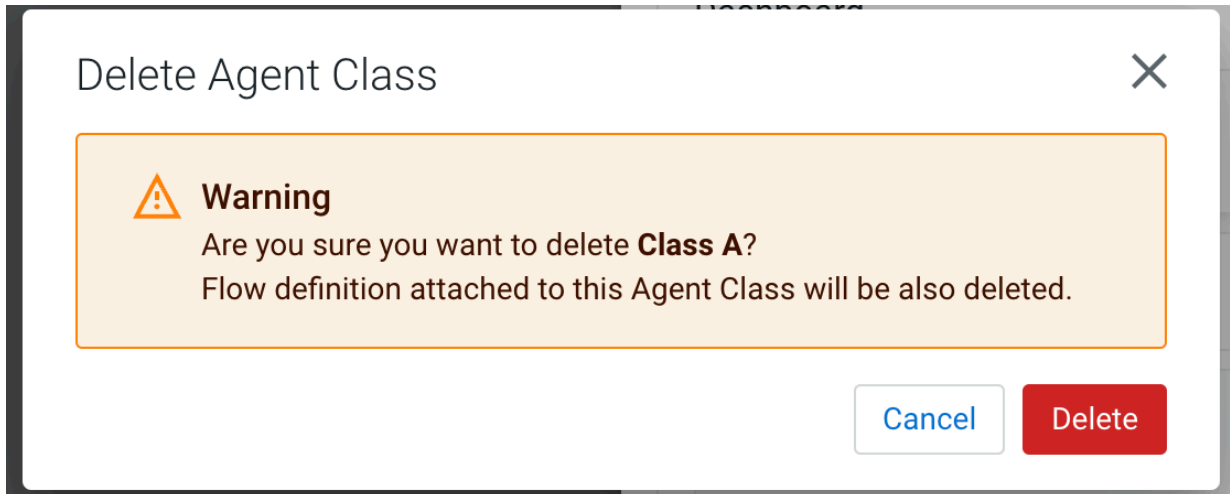 Dashboard
Delete Agent Class
Warning
Are you sure you want to delete Class A?
Flow definition attached to this Agent Class will be also deleted.
Cancel
Delete